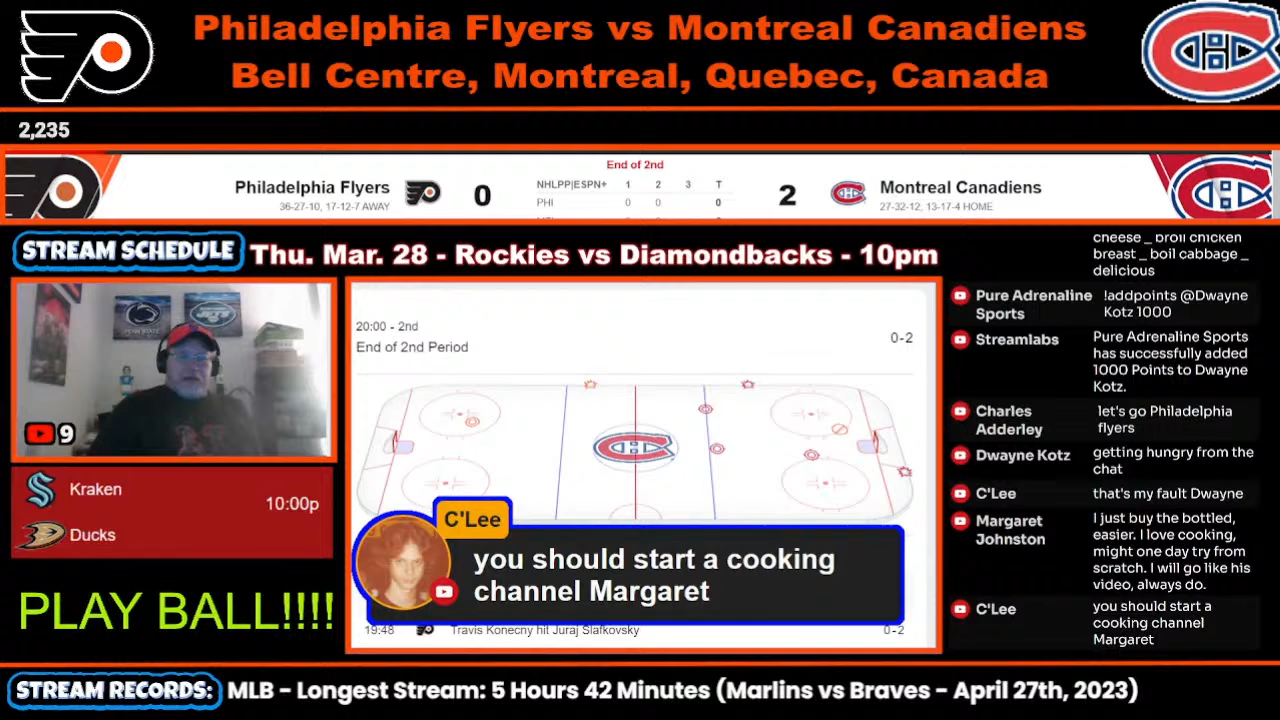 Philadelphia Flyers vs Montreal Canadiens
Bell Centre, Montreal, Quebec, Canada
2,235
End of 2nd
Philadelphia Flyers
36-27-10, 17-12-7 AWAY
0
NHLPP|ESPN+ 1 2 3 T
PHI 0 0 0
2
Montreal Canadiens
27-32-12, 13-17-4 HOME
STREAM SCHEDULE
Thu. Mar. 28 - Rockies vs Diamondbacks - 10pm
PENN STATE
JETS
9
Kraken
Ducks
10:00p
PLAY BALL!!!!
20:00 - 2nd
End of 2nd Period
0-2
C'Lee
you should start a cooking
channel Margaret
19:48
Travis Konecny hit Juraj Slafkovsky
0-2
cheese _ broil chicken
breast _ boil cabbage _
delicious
Pure Adrenaline Sports
!addpoints @Dwayne
Kotz 1000
Streamlabs
Pure Adrenaline Sports
has successfully added
1000 Points to Dwayne
Kotz.
Charles
Adderley
let's go Philadelphia
flyers
Dwayne Kotz
getting hungry from the
chat
C'Lee
that's my fault Dwayne
Margaret
Johnston
I just buy the bottled,
easier. I love cooking,
might one day try from
scratch. I will go like his
video, always do.
C'Lee
you should start a
cooking channel
Margaret
STREAM RECORDS:
MLB - Longest Stream: 5 Hours 42 Minutes (Marlins vs Braves - April 27th, 2023)